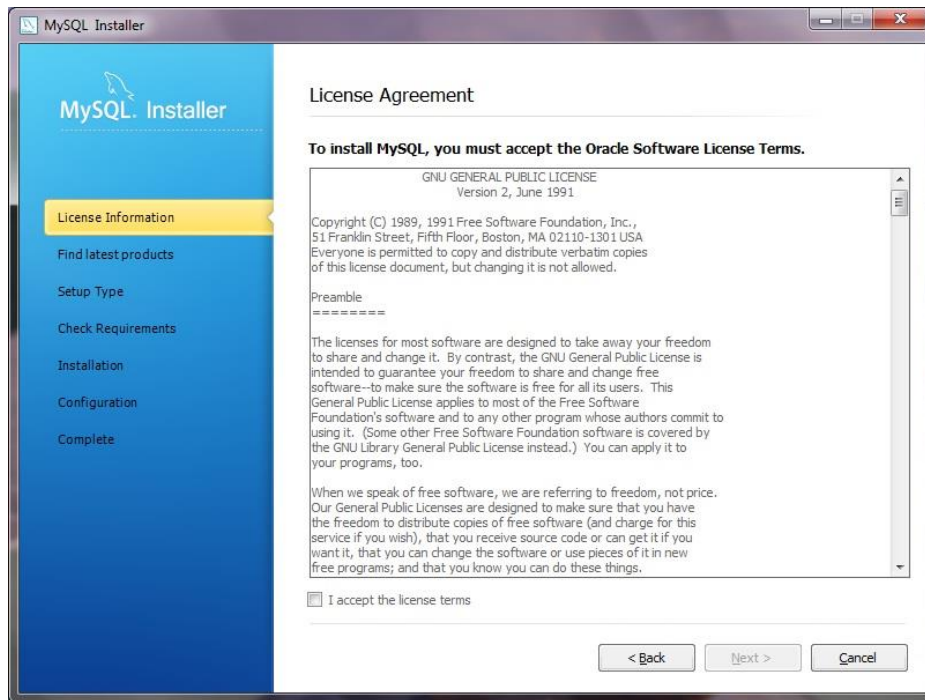 MySQL Installer
MySQL. Installer
License Information
Find latest products
Setup Type
Check Requirements
Installation
Configuration
Complete
License Agreement
To install MySQL, you must accept the Oracle Software License Terms.
GNU GENERAL PUBLIC LICENSE
Version 2, June 1991
Copyright (C) 1989, 1991 Free Software Foundation, Inc.,
51 Franklin Street, Fifth Floor, Boston, MA 02110-1301 USA
Everyone is permitted to copy and distribute verbatim copies
of this license document, but changing it is not allowed.
Preamble
========
The licenses for most software are designed to take away your freedom
to share and change it. By contrast, the GNU General Public License is
intended to guarantee your freedom to share and change free
software--to make sure the software is free for all its users. This
General Public License applies to most of the Free Software
Foundation's software and to any other program whose authors commit to
using it. (Some other Free Software Foundation software is covered by
the GNU Library General Public License instead.) You can apply it to
your programs, too.
When we speak of free software, we are referring to freedom, not price.
Our General Public Licenses are designed to make sure that you have
the freedom to distribute copies of free software (and charge for this
service if you wish), that you receive source code or can get it if you
want it, that you can change the software or use pieces of it in new
free programs; and that you know you can do these things.
I accept the license terms
< Back
Next >
Cancel